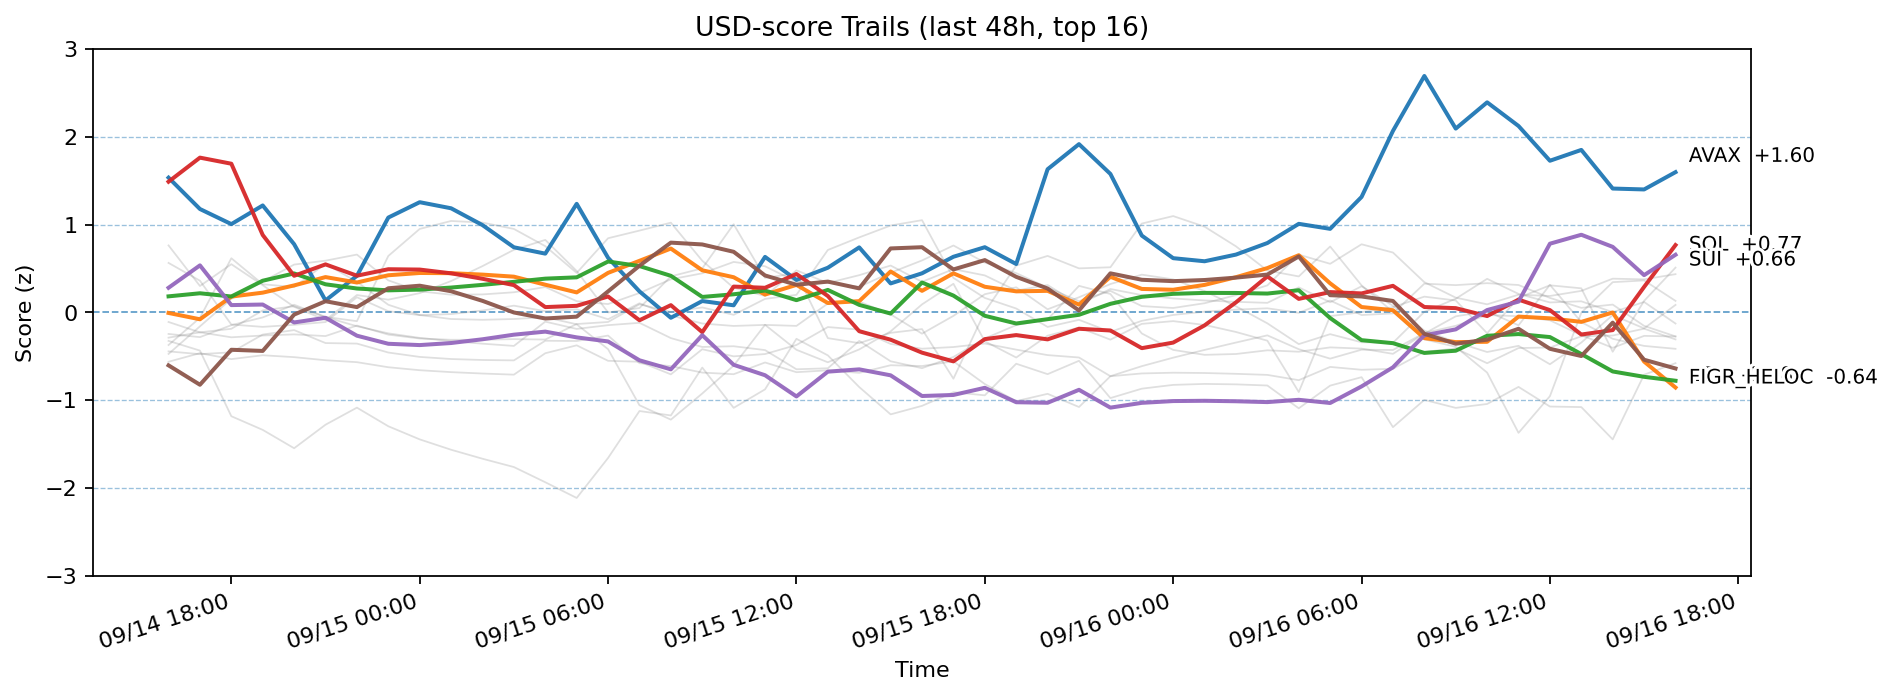 USD-score Trails (last 48h, top 16)
Score (z)
3
2
1
0
−1
−2
−3
AVAX +1.60
SOL +0.77
SUI +0.66
FIGR_HELOC -0.64
09/14 18:00
09/15 00:00
09/15 06:00
09/15 12:00
09/15 18:00
09/16 00:00
09/16 06:00
09/16 12:00
09/16 18:00
Time